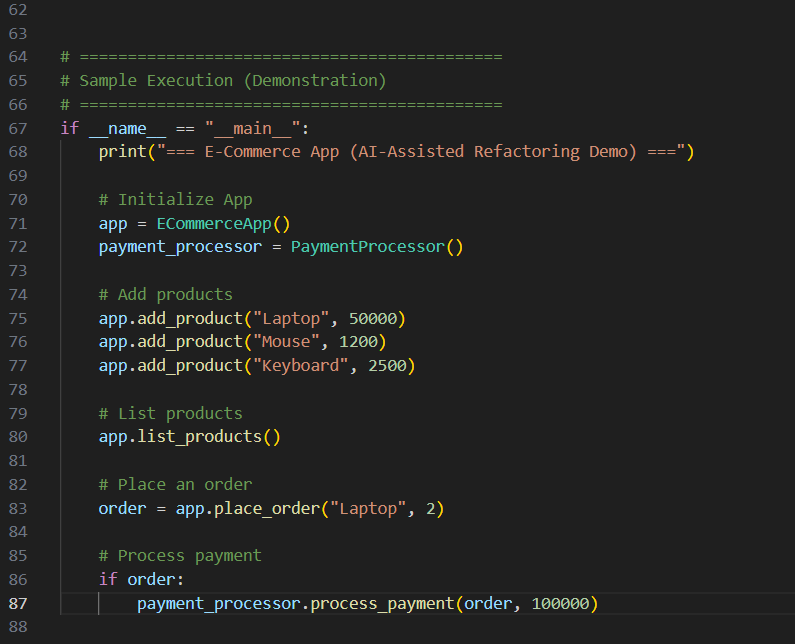 62
63
64 # ============================================
65 # Sample Execution (Demonstration)
66 # ============================================
67 if __name__ == "__main__":
68 print("=== E-Commerce App (AI-Assisted Refactoring Demo) ===")
69
70 # Initialize App
71 app = ECommerceApp()
72 payment_processor = PaymentProcessor()
73
74 # Add products
75 app.add_product("Laptop", 50000)
76 app.add_product("Mouse", 1200)
77 app.add_product("Keyboard", 2500)
78
79 # List products
80 app.list_products()
81
82 # Place an order
83 order = app.place_order("Laptop", 2)
84
85 # Process payment
86 if order:
87 payment_processor.process_payment(order, 100000)
88